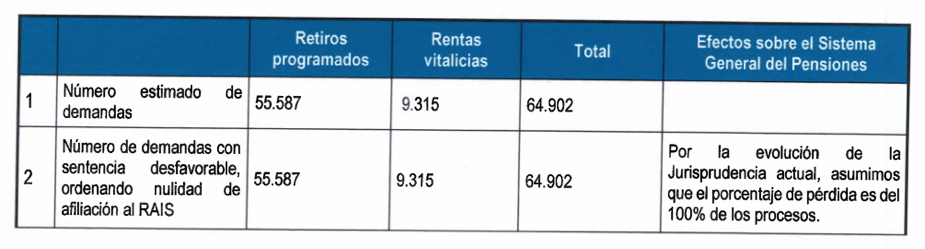 Retiros programados
Rentas vitalicias
Total
Efectos sobre el Sistema General del Pensiones
1
Número estimado de
demandas
55.587
9.315
64.902
2
Número de demandas con
sentencia desfavorable,
ordenando nulidad de
afiliación al RAIS
55.587
9.315
64.902
Por la evolución de la
Jurisprudencia actual, asumimos
que el porcentaje de pérdida es del
100% de los procesos.